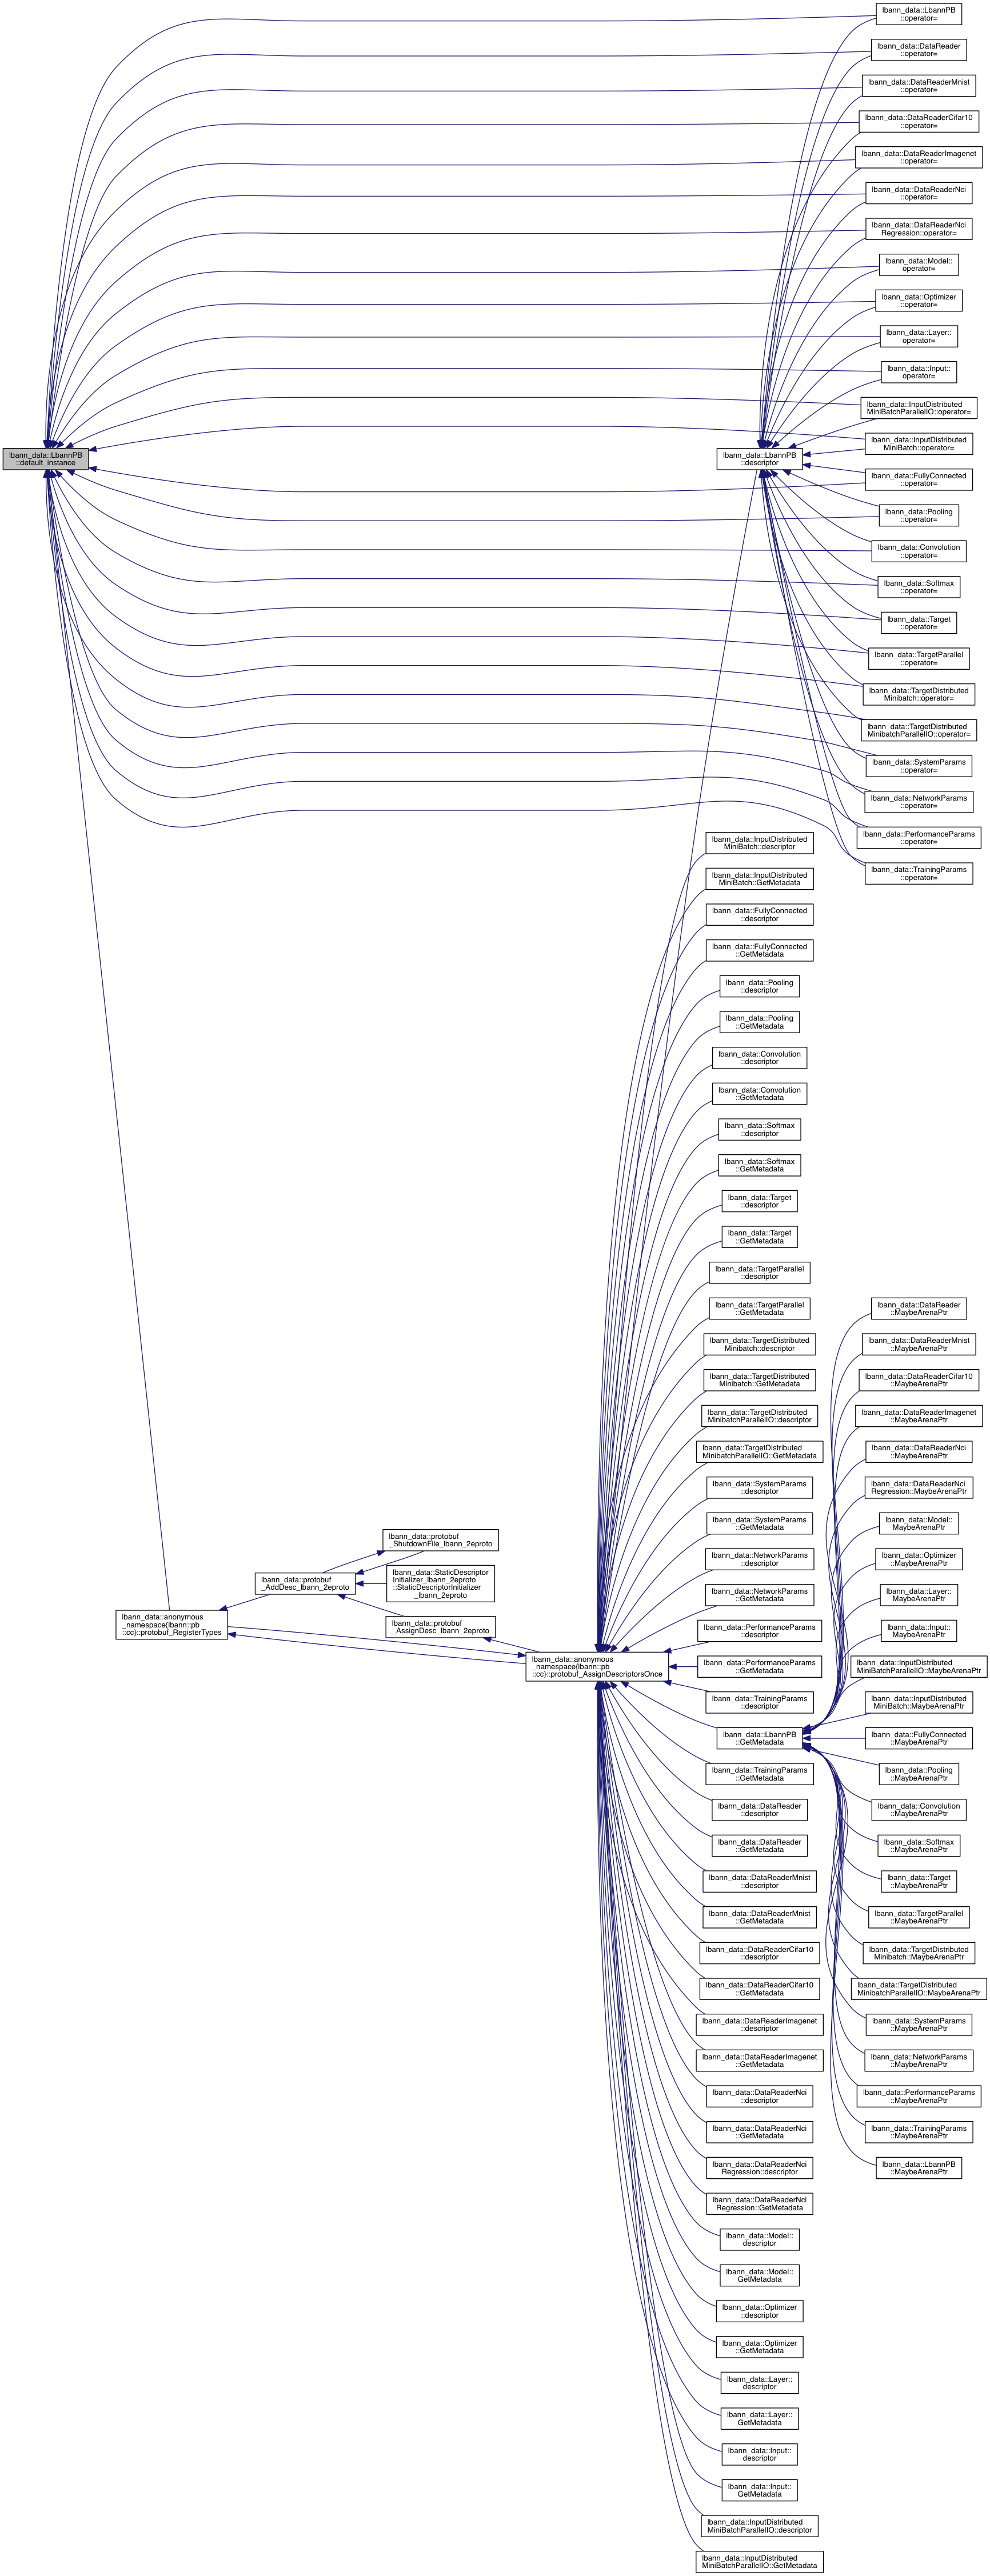 lbann_data::LbannPB
::operator=
lbann_data::DataReader
::operator=
lbann_data::DataReaderMnist
::operator=
lbann_data::DataReaderCifar10
::operator=
lbann_data::DataReaderImagenet
::operator=
lbann_data::DataReaderNci
::operator=
lbann_data::DataReaderNci
Regression::operator=
lbann_data::Model::
operator=
lbann_data::Optimizer
::operator=
lbann_data::Layer::
operator=
lbann_data::Input::
operator=
lbann_data::InputDistributed
MiniBatchParallelIO::operator=
lbann_data::InputDistributed
MiniBatch::operator=
lbann_data::LbannPB
::default_instance
lbann_data::LbannPB
::descriptor
lbann_data::FullyConnected
::operator=
lbann_data::Pooling
::operator=
lbann_data::Convolution
::operator=
lbann_data::Softmax
::operator=
lbann_data::Target
::operator=
lbann_data::TargetParallel
::operator=
lbann_data::TargetDistributed
Minibatch::operator=
lbann_data::TargetDistributed
MinibatchParallelIO::operator=
lbann_data::SystemParams
::operator=
lbann_data::NetworkParams
::operator=
lbann_data::PerformanceParams
::operator=
lbann_data::TrainingParams
::operator=
lbann_data::InputDistributed
MiniBatch::descriptor
lbann_data::InputDistributed
MiniBatch::GetMetadata
lbann_data::FullyConnected
::descriptor
lbann_data::FullyConnected
::GetMetadata
lbann_data::Pooling
::descriptor
lbann_data::Pooling
::GetMetadata
lbann_data::Convolution
::descriptor
lbann_data::Convolution
::GetMetadata
lbann_data::Softmax
::descriptor
lbann_data::Softmax
::GetMetadata
lbann_data::Target
::descriptor
lbann_data::Target
::GetMetadata
lbann_data::TargetParallel
::descriptor
lbann_data::TargetParallel
::GetMetadata
lbann_data::TargetDistributed
Minibatch::descriptor
lbann_data::TargetDistributed
Minibatch::GetMetadata
lbann_data::TargetDistributed
MinibatchParallelIO::descriptor
lbann_data::TargetDistributed
MinibatchParallelIO::GetMetadata
lbann_data::SystemParams
::descriptor
lbann_data::SystemParams
::GetMetadata
lbann_data::NetworkParams
::descriptor
lbann_data::NetworkParams
::GetMetadata
lbann_data::PerformanceParams
::descriptor
lbann_data::PerformanceParams
::GetMetadata
lbann_data::TrainingParams
::descriptor
lbann_data::LbannPB
::GetMetadata
lbann_data::TrainingParams
::GetMetadata
lbann_data::DataReader
::descriptor
lbann_data::DataReader
::GetMetadata
lbann_data::DataReaderMnist
::descriptor
lbann_data::DataReaderMnist
::GetMetadata
lbann_data::DataReaderCifar10
::descriptor
lbann_data::DataReaderCifar10
::GetMetadata
lbann_data::DataReaderImagenet
::descriptor
lbann_data::DataReaderImagenet
::GetMetadata
lbann_data::DataReaderNci
::descriptor
lbann_data::DataReaderNci
::GetMetadata
lbann_data::DataReaderNci
Regression::descriptor
lbann_data::DataReaderNci
Regression::GetMetadata
lbann_data::Model::
descriptor
lbann_data::Model::
GetMetadata
lbann_data::Optimizer
::descriptor
lbann_data::Optimizer
::GetMetadata
lbann_data::Layer::
descriptor
lbann_data::Layer::
GetMetadata
lbann_data::Input::
descriptor
lbann_data::Input::
GetMetadata
lbann_data::InputDistributed
MiniBatchParallelIO::descriptor
lbann_data::InputDistributed
MiniBatchParallelIO::GetMetadata
lbann_data::protobuf
_ShutdownFile_lbann_2eproto
lbann_data::StaticDescriptor
Initializer_lbann_2eproto
::StaticDescriptorInitializer
_lbann_2eproto
lbann_data::protobuf
_AddDesc_lbann_2eproto
lbann_data::anonymous
_namespace{lbann::pb
::cc}::protobuf_RegisterTypes
lbann_data::protobuf
_AssignDesc_lbann_2eproto
lbann_data::anonymous
_namespace{lbann::pb
::cc}::protobuf_AssignDescriptorsOnce
lbann_data::DataReader
::MaybeArenaPtr
lbann_data::DataReaderMnist
::MaybeArenaPtr
lbann_data::DataReaderCifar10
::MaybeArenaPtr
lbann_data::DataReaderImagenet
::MaybeArenaPtr
lbann_data::DataReaderNci
::MaybeArenaPtr
lbann_data::DataReaderNci
Regression::MaybeArenaPtr
lbann_data::Model::
MaybeArenaPtr
lbann_data::Optimizer
::MaybeArenaPtr
lbann_data::Layer::
MaybeArenaPtr
lbann_data::Input::
MaybeArenaPtr
lbann_data::InputDistributed
MiniBatchParallelIO::MaybeArenaPtr
lbann_data::InputDistributed
MiniBatch::MaybeArenaPtr
lbann_data::FullyConnected
::MaybeArenaPtr
lbann_data::Pooling
::MaybeArenaPtr
lbann_data::Convolution
::MaybeArenaPtr
lbann_data::Softmax
::MaybeArenaPtr
lbann_data::Target
::MaybeArenaPtr
lbann_data::TargetParallel
::MaybeArenaPtr
lbann_data::TargetDistributed
Minibatch::MaybeArenaPtr
lbann_data::TargetDistributed
MinibatchParallelIO::MaybeArenaPtr
lbann_data::SystemParams
::MaybeArenaPtr
lbann_data::NetworkParams
::MaybeArenaPtr
lbann_data::PerformanceParams
::MaybeArenaPtr
lbann_data::TrainingParams
::MaybeArenaPtr
lbann_data::LbannPB
::MaybeArenaPtr